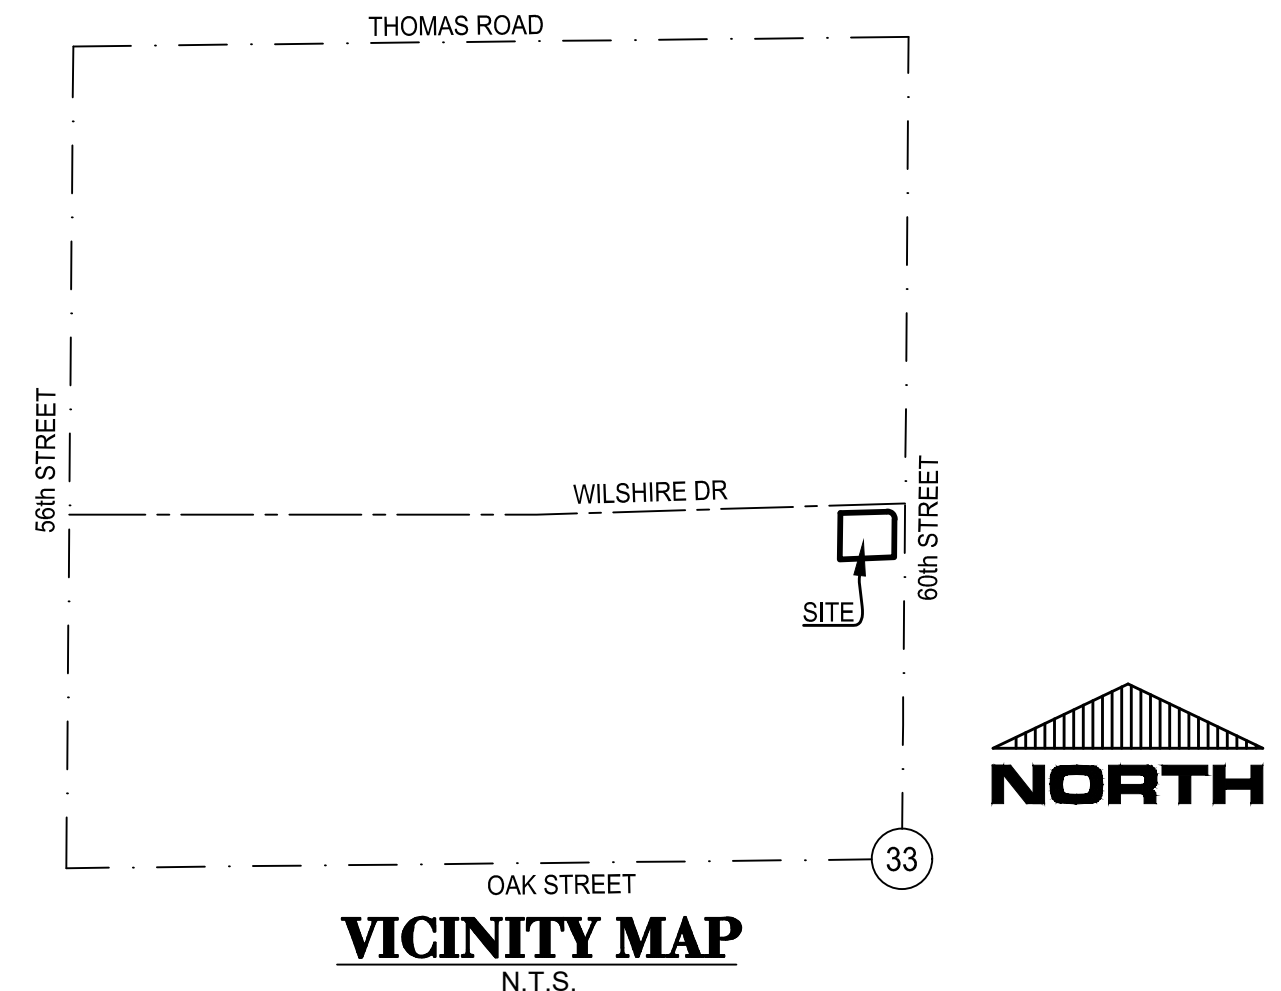 THOMAS ROAD
56th STREET
WILSHIRE DR
60th STREET
SITE
NORTH
33
OAK STREET
VICINITY MAP
N.T.S.